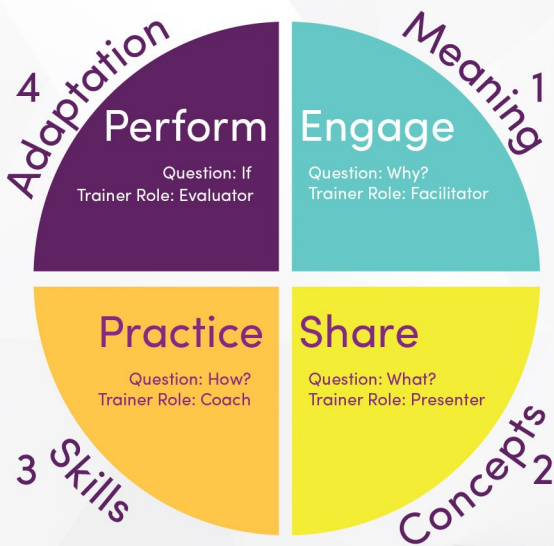 1
Meaning
Engage
Question: Why?
Trainer Role: Facilitator
2
Concepts
Share
Question: What?
Trainer Role: Presenter
3
Skills
Practice
Question: How?
Trainer Role: Coach
4
Adaptation
Perform
Question: If
Trainer Role: Evaluator